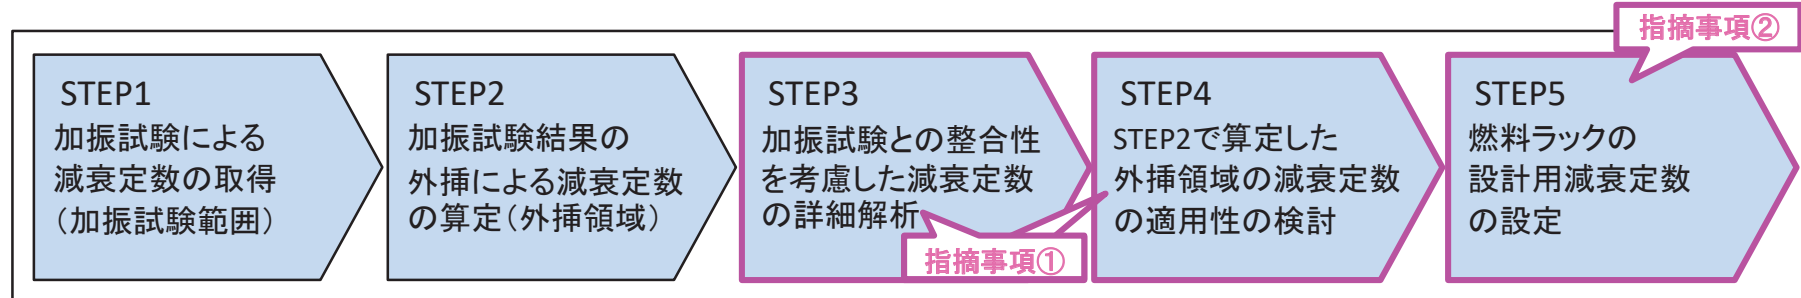 指摘事項②
STEP1
加振試験による
減衰定数の取得
（加振試験範囲）
STEP2
加振試験結果の
外挿による減衰定数
の算定（外挿領域）
STEP3
加振試験との整合性
を考慮した減衰定数
の詳細解析
指摘事項①
STEP4
STEP2で算定した
外挿領域の減衰定数
の適用性の検討
STEP5
燃料ラックの
設計用減衰定数
の設定